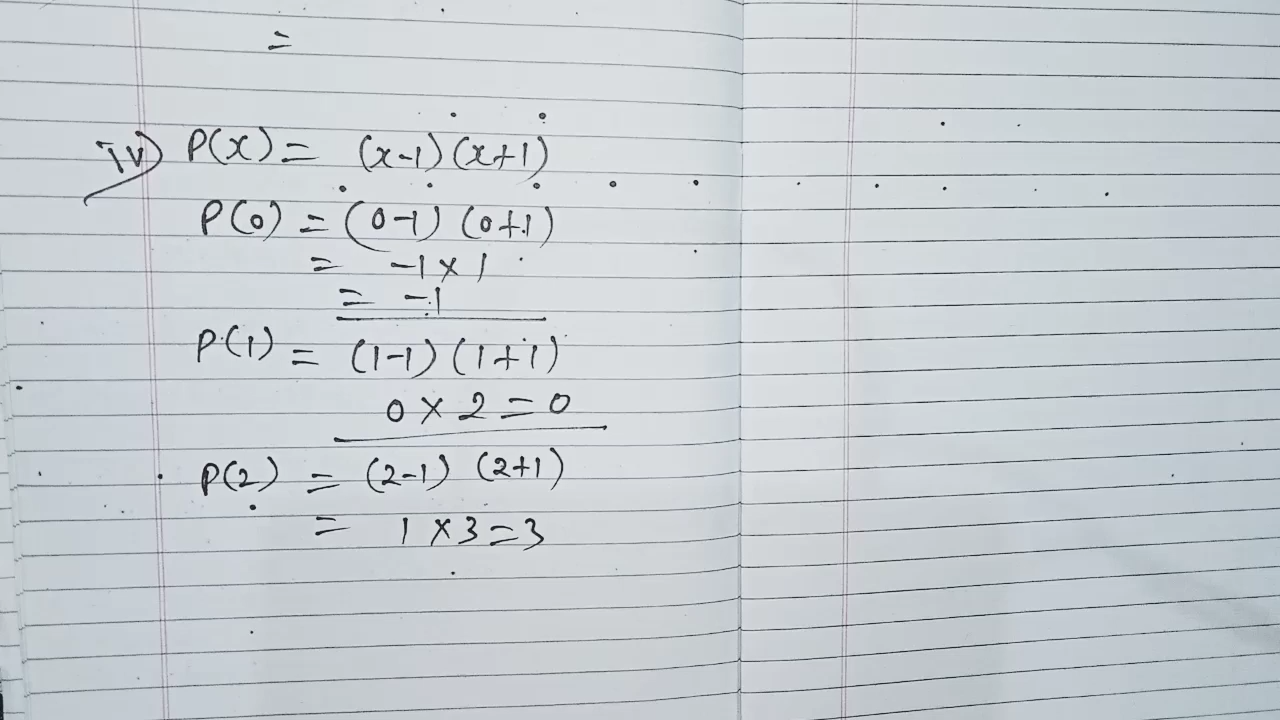 =
iv) P(x) = (x-1) (x+1)
P(0) = (0-1) (0+1)
= -1 × 1
= -1
P(1) = (1-1) (1+1)
0 × 2 = 0
P(2) = (2-1) (2+1)
= 1 × 3 = 3